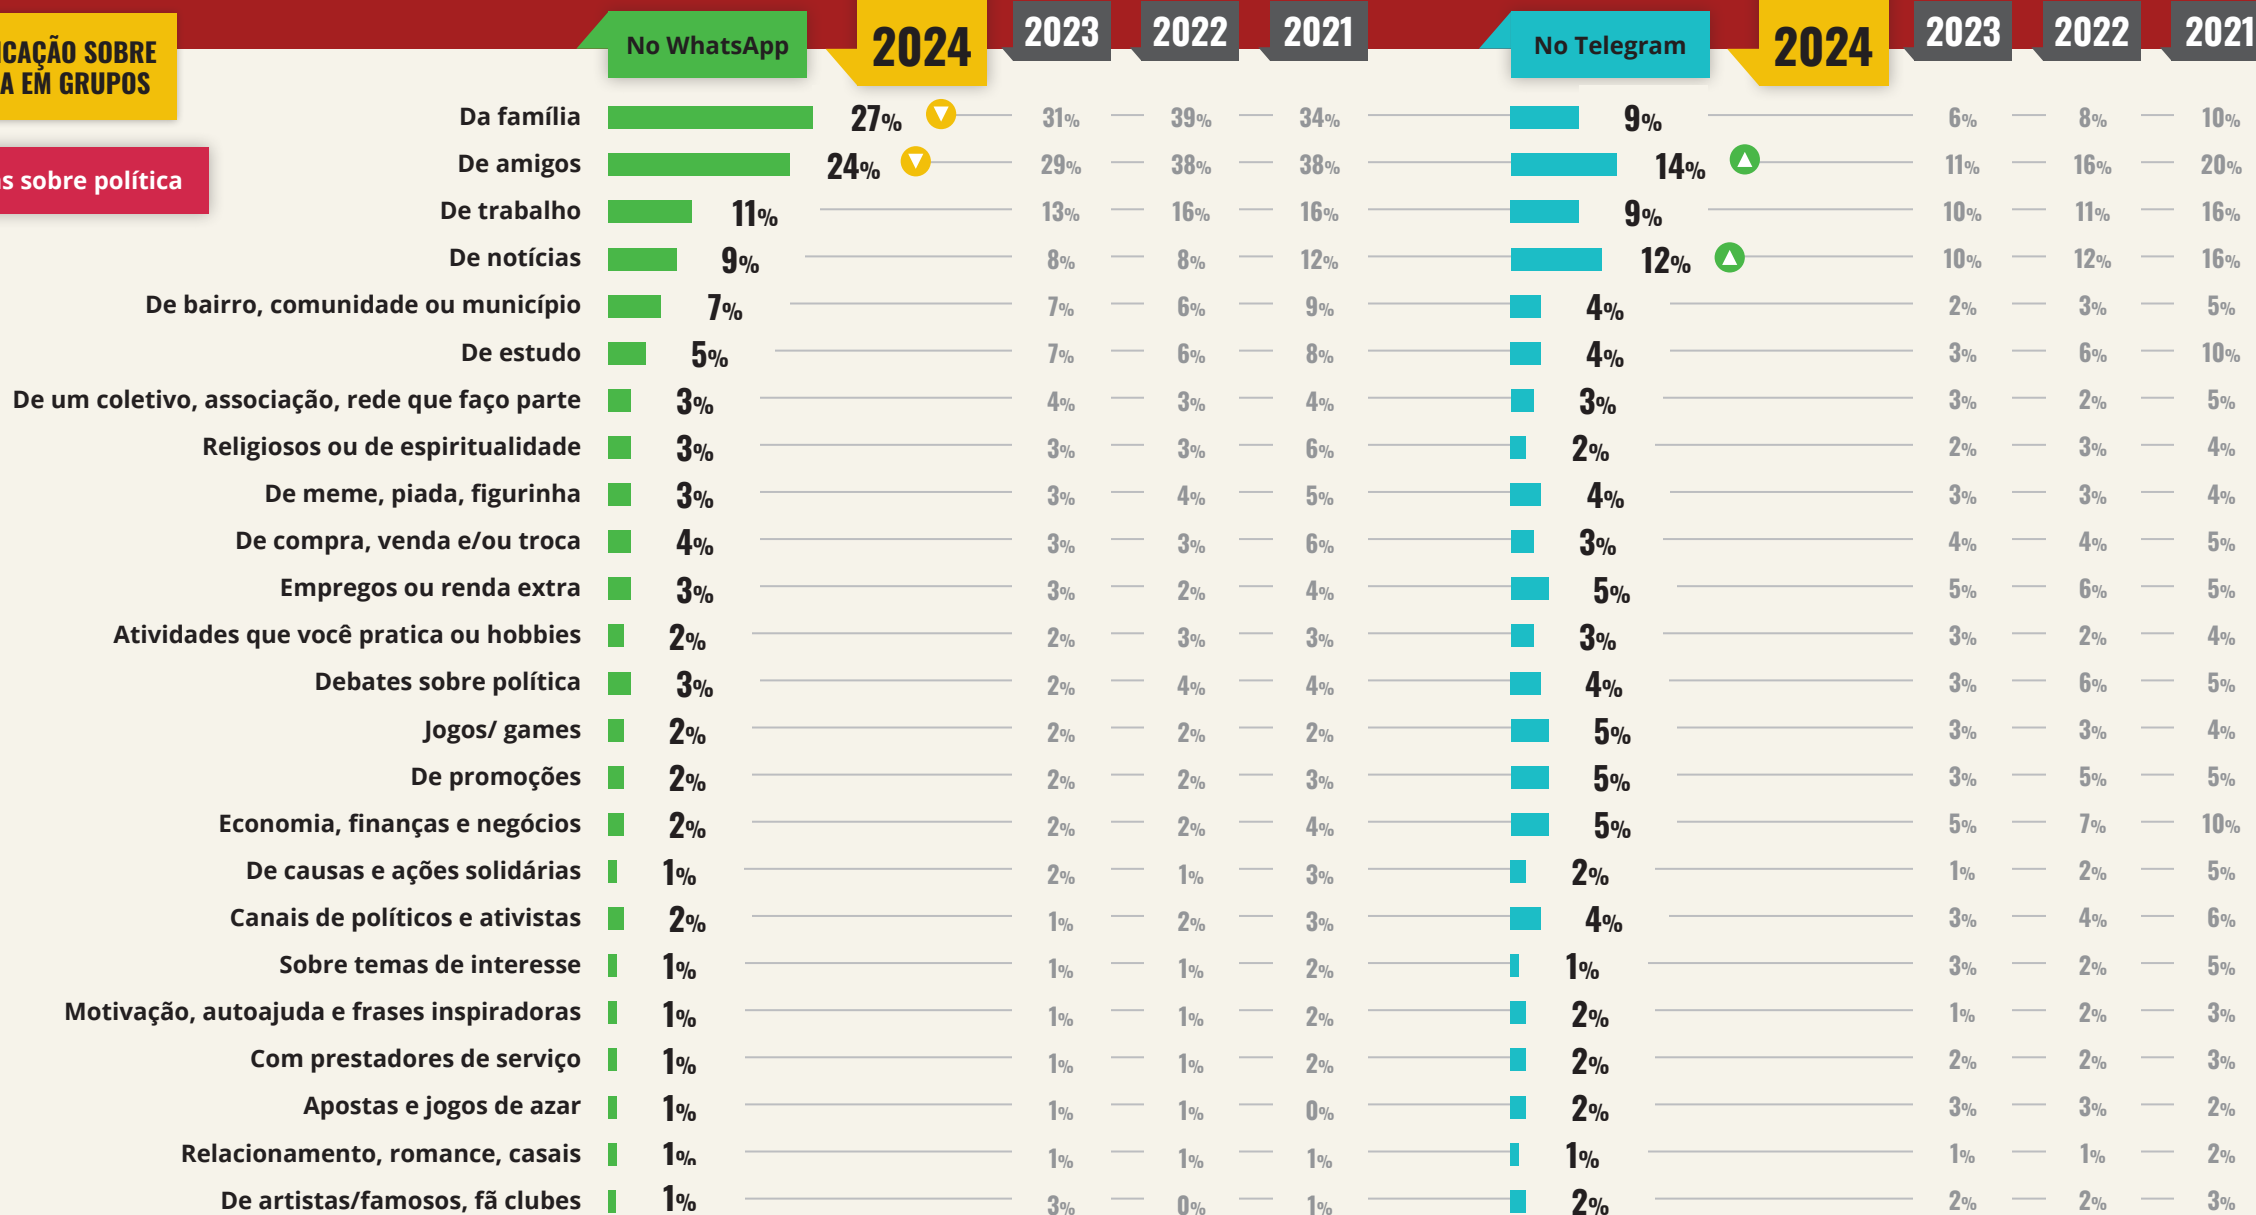 SOBRE
A EM GRUPOS
sobre política
No WhatsApp 2024 2023 2022 2021 No Telegram 2024 2023 2022 2021
Da família 27% 31% 39% 34% 9% 6% 8% 10%
De amigos 24% 29% 38% 38% 14% 11% 16% 20%
De trabalho 11% 13% 16% 16% 9% 10% 11% 16%
De notícias 9% 8% 8% 12% 12% 10% 12% 16%
De bairro, comunidade ou município 7% 7% 6% 9% 4% 2% 3% 5%
De estudo 5% 7% 6% 8% 4% 3% 6% 10%
De um coletivo, associação, rede que faço parte 3% 4% 3% 4% 3% 3% 2% 5%
Religiosos ou de espiritualidade 3% 3% 3% 6% 2% 2% 3% 4%
De meme, piada, figurinha 3% 3% 4% 5% 4% 3% 3% 4%
De compra, venda e/ou troca 4% 3% 3% 6% 3% 4% 4% 5%
Empregos ou renda extra 3% 3% 2% 4% 5% 5% 6% 5%
Atividades que você pratica ou hobbies 2% 2% 3% 3% 3% 3% 2% 4%
Debates sobre política 3% 2% 4% 4% 4% 3% 6% 5%
Jogos/ games 2% 2% 2% 2% 5% 3% 3% 4%
De promoções 2% 2% 2% 3% 5% 3% 5% 5%
Economia, finanças e negócios 2% 2% 2% 4% 5% 5% 7% 10%
De causas e ações solidárias 1% 2% 1% 3% 2% 1% 2% 5%
Canais de políticos e ativistas 2% 1% 2% 3% 4% 3% 4% 6%
Sobre temas de interesse 1% 1% 1% 2% 1% 3% 2% 5%
Motivação, autoajuda e frases inspiradoras 1% 1% 1% 2% 2% 1% 2% 3%
Com prestadores de serviço 1% 1% 1% 2% 2% 2% 2% 3%
Apostas e jogos de azar 1% 1% 1% 0% 2% 3% 3% 2%
Relacionamento, romance, casais 1% 1% 1% 1% 1% 1% 1% 2%
De artistas/famosos, fã clubes 1% 3% 0% 1% 2% 2% 2% 3%